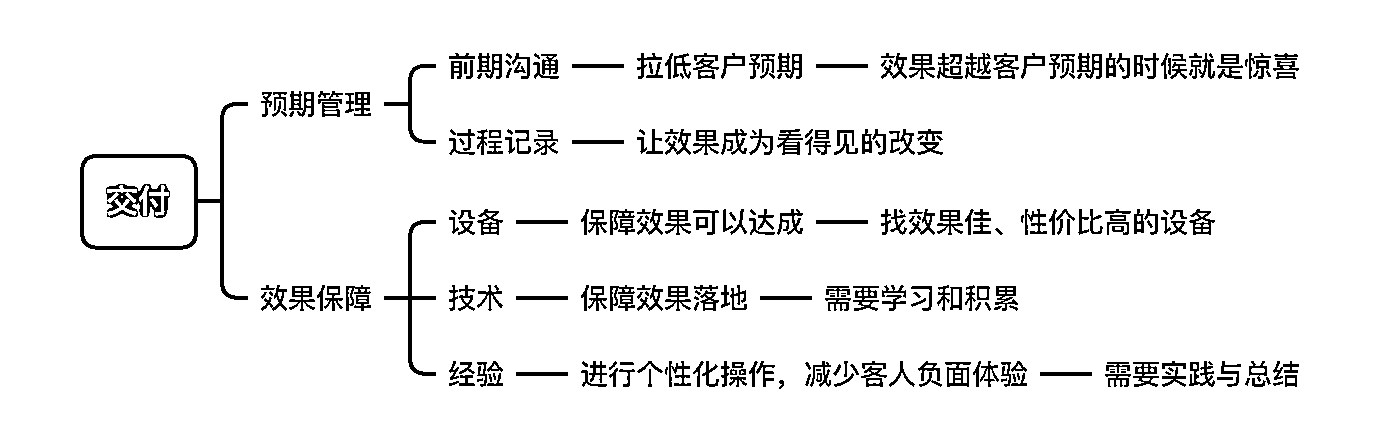 交付
预期管理
前期沟通 拉低客户预期 效果超越客户预期的时候就是惊喜
过程记录 让效果成为看得见的改变
效果保障
设备 保障效果可以达成 找效果佳、性价比高的设备
技术 保障效果落地 需要学习和积累
经验 进行个性化操作，减少客人负面体验 需要实践与总结